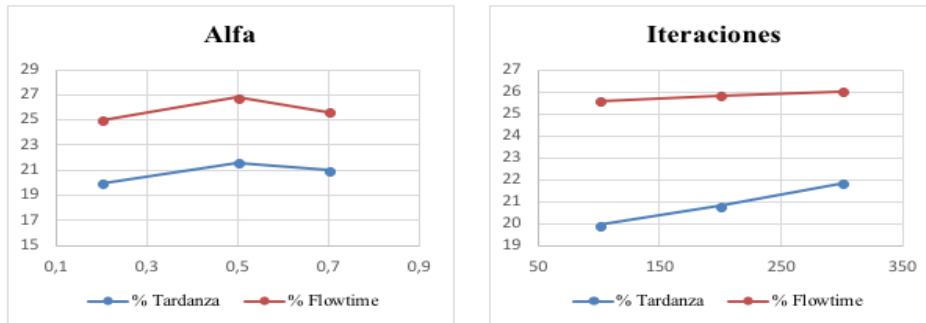 Alfa
29
27
25
23
21
19
17
15
0,1 0,3 0,5 0,7 0,9
% Tardanza % Flowtime
Iteraciones
27
26
25
24
23
22
21
20
19
50 150 250 350
% Tardanza % Flowtime